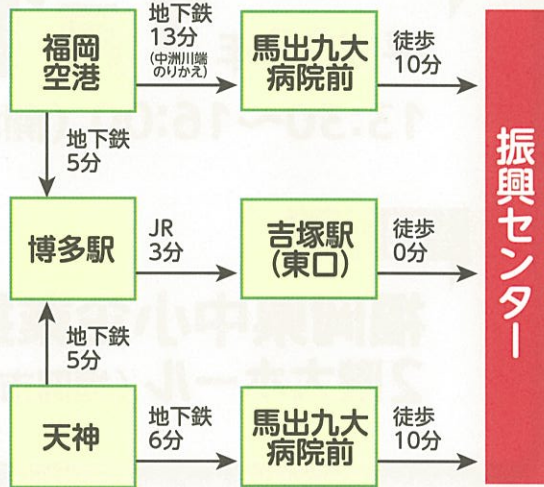 福岡
空港
地下鉄
13分
(中洲川端
のりかえ)
馬出九大
病院前
徒歩
10分
地下鉄
5分
博多駅
JR
3分
吉塚駅
(東口)
徒歩
0分
地下鉄
5分
天神
地下鉄
6分
馬出九大
病院前
徒歩
10分
振興センター